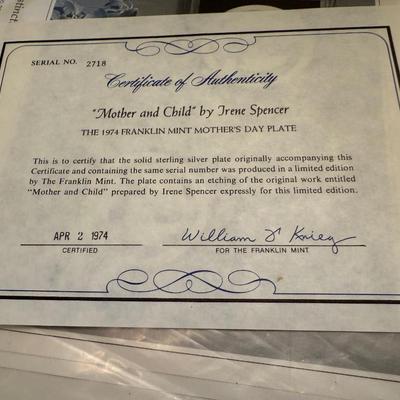 SERIAL NO. 2718
Certificate of Authenticity
"Mother and Child" by Irene Spencer
THE 1974 FRANKLIN MINT MOTHER'S DAY PLATE
This is to certify that the solid sterling silver plate originally accompanying this
Certificate and containing the same serial number was produced in a limited edition
by The Franklin Mint. The plate contains an etching of the original work entitled
"Mother and Child" prepared by Irene Spencer expressly for this limited edition.
APR 2 1974
William F Krieg
CERTIFIED
FOR THE FRANKLIN MINT